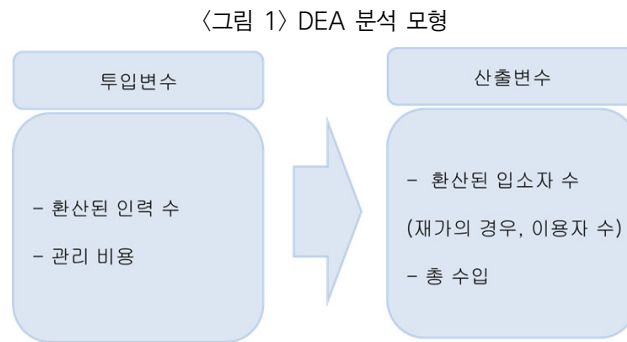 〈그림 1〉 DEA 분석 모형
투입변수
- 환산된 인력 수
- 관리 비용
산출변수
- 환산된 입소자 수
(재가의 경우, 이용자 수)
- 총 수입